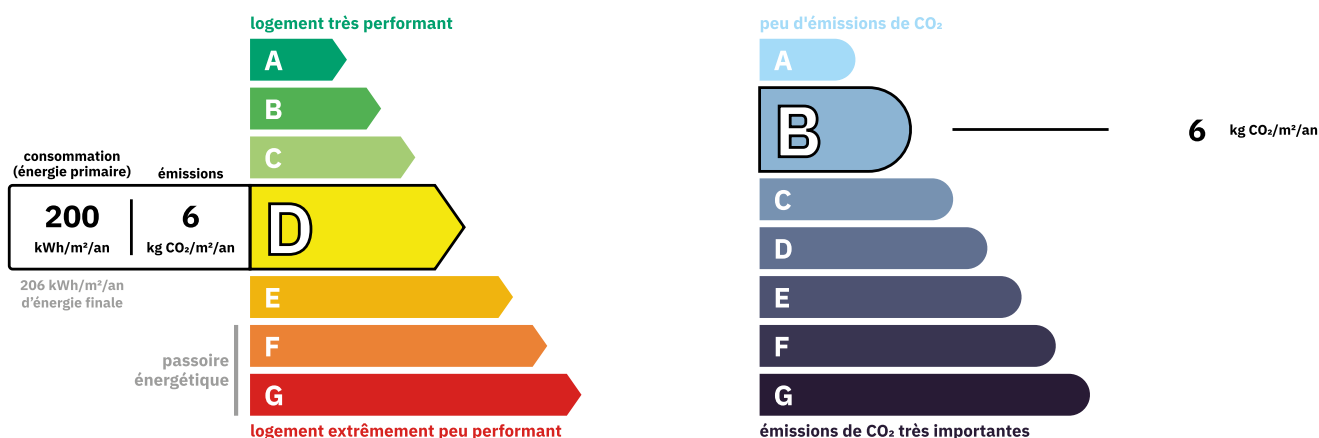 logement très performant
A
B
C
consommation
(énergie primaire)
émissions
200
kWh/m²/an
6
kg CO₂/m²/an
D
206 kWh/m²/an
d’énergie finale
E
passoire
énergétique
F
G
logement extrêmement peu performant
peu d'émissions de CO₂
A
B
6 kg CO₂/m²/an
C
D
E
F
G
émissions de CO₂ très importantes